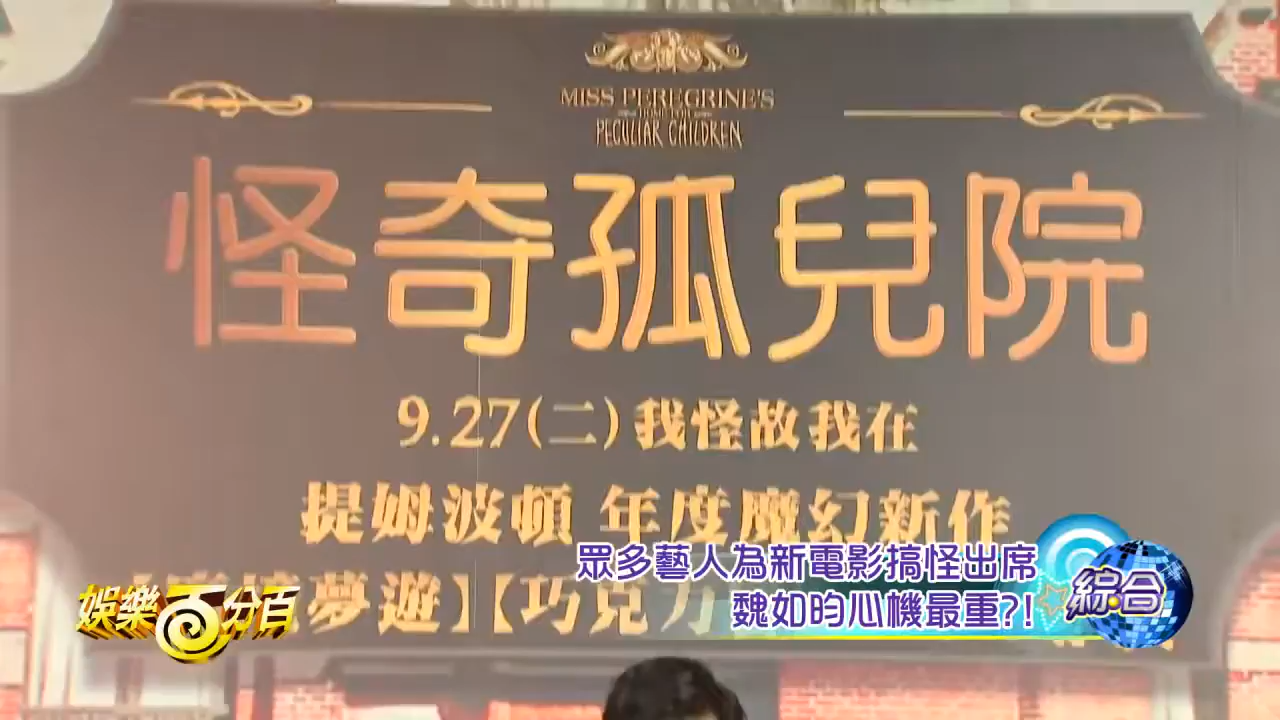 MISS PEREGRINE'S
HOME FOR
PECULIAR CHILDREN
怪奇孤兒院
9.27(二)我怪故我在
提姆波頓 年度魔幻新作
夢遊】【巧克力
眾多藝人為新電影搞怪出席
魏如昀心機最重?!
綜合
娛樂百分百